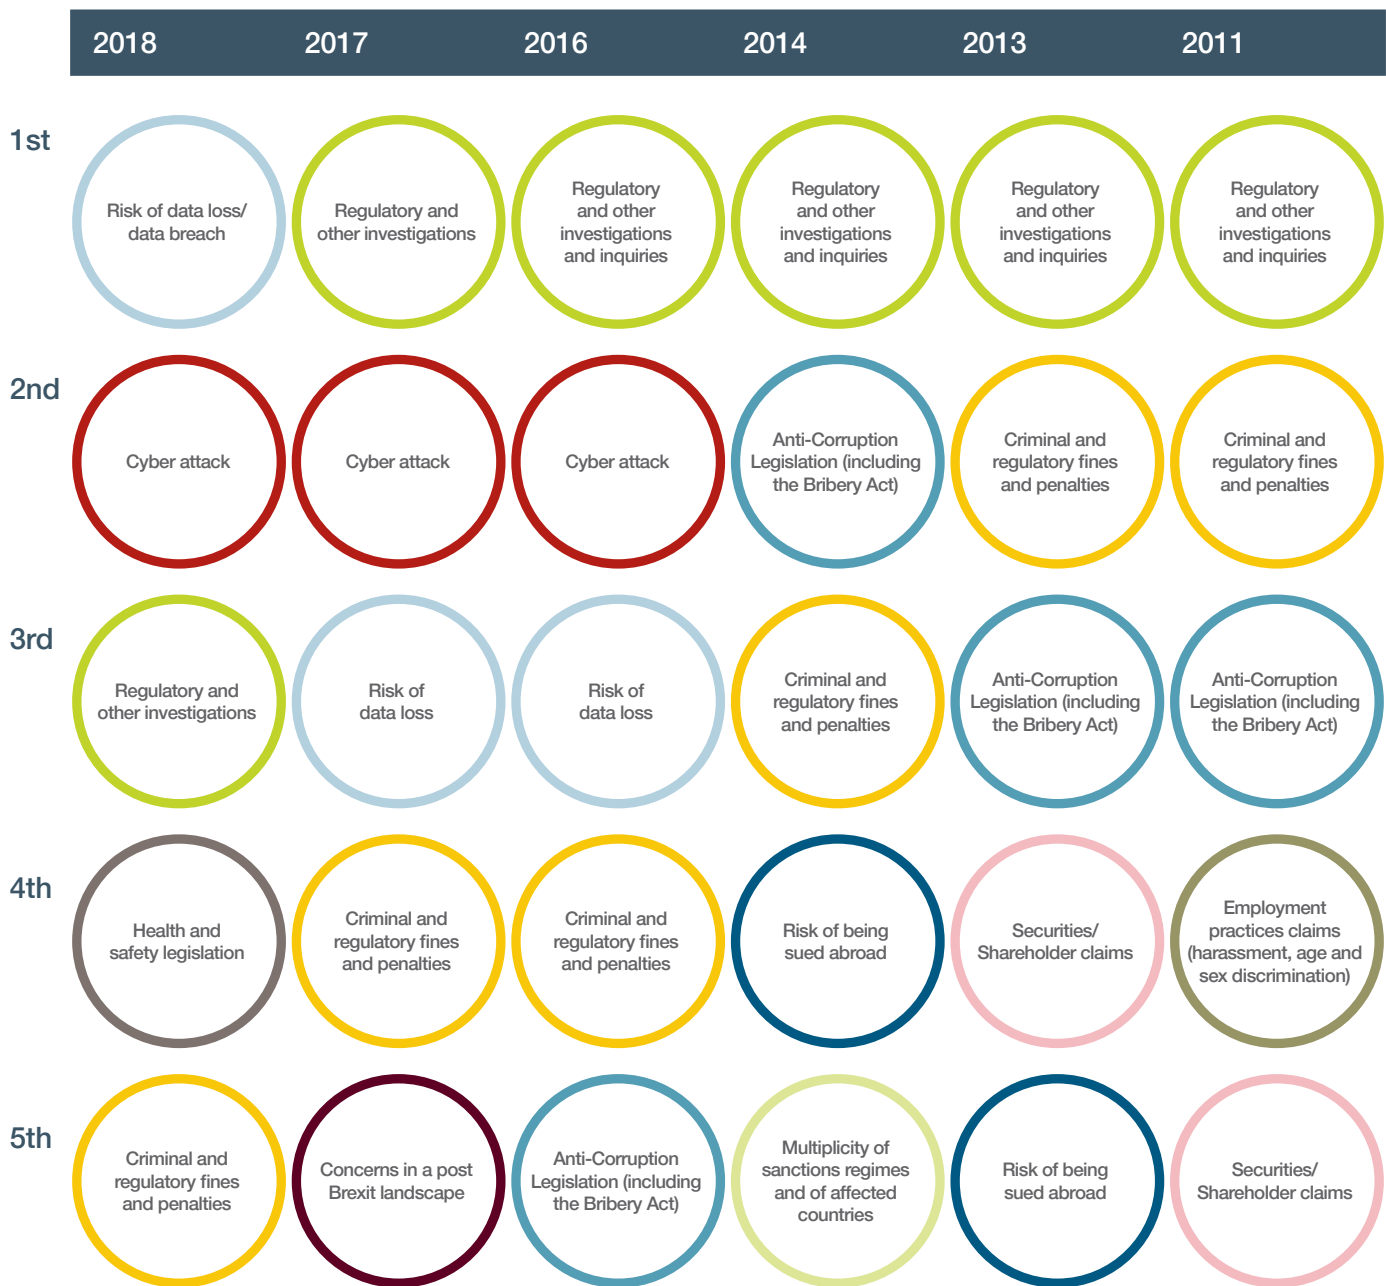 2018 2017 2016 2014 2013 2011
1st
Risk of data loss/
data breach
Regulatory and
other investigations
Regulatory
and other
investigations
and inquiries
Regulatory
and other
investigations
and inquiries
Regulatory
and other
investigations
and inquiries
Regulatory
and other
investigations
and inquiries
2nd
Cyber attack
Cyber attack
Cyber attack
Anti-Corruption
Legislation (including
the Bribery Act)
Criminal and
regulatory fines
and penalties
Criminal and
regulatory fines
and penalties
3rd
Regulatory and
other investigations
Risk of
data loss
Risk of
data loss
Criminal and
regulatory fines
and penalties
Anti-Corruption
Legislation (including
the Bribery Act)
Anti-Corruption
Legislation (including
the Bribery Act)
4th
Health and
safety legislation
Criminal and
regulatory fines
and penalties
Criminal and
regulatory fines
and penalties
Risk of being
sued abroad
Securities/
Shareholder claims
Employment
practices claims
(harassment, age and
sex discrimination)
5th
Criminal and
regulatory fines
and penalties
Concerns in a post
Brexit landscape
Anti-Corruption
Legislation (including
the Bribery Act)
Multiplicity of
sanctions regimes
and of affected
countries
Risk of being
sued abroad
Securities/
Shareholder claims